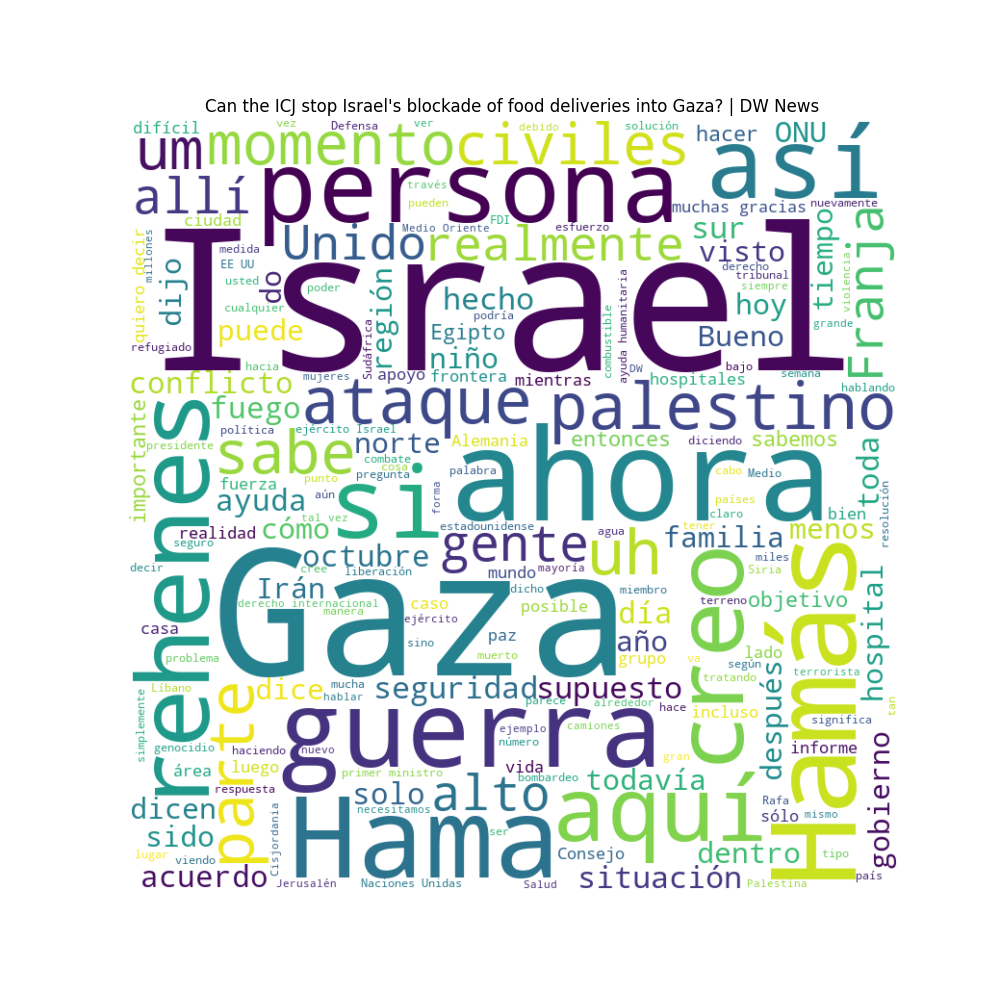 Can the ICJ stop Israel's blockade of food deliveries into Gaza? | DW News
difícil
vez
Defensa
ver
debido
solución
hacer
ONU
um
momento
civiles
así
allí
persona
través
pueden
muchas gracias
nuevamente
ciudad
FDI
esfuerzo
Medio Oriente
Unido
realmente
sur
visto
tiempo
Franja
quiero decir
millones
dijo
medida
EE UU
do
usted
poder
cualquier
región
Israel
hecho
podría
derecho
tribunal
siempre
violencia
hoy
grande
puede
Egipto
Bueno
refugiado
Sudáfrica
niño
combustible
ayuda humanitaria
DW
bajo
hacia
mujeres
apoyo
frontera
mientras
hospitales
semana
hablando
conflicto
fuego
ataque
palestino
importante
rehenes
política
ejército Israel
presidente
sabe
norte
Alemania
entonces
diciendo
sabemos
toda
combate
cosa
fuerza
punto
pregunta
palabra
ahora
cabo
Medio
países
resolución
ayuda
aún
si
forma
claro
bien
realidad
cómo
tal vez
estadounidense
agua
tener
menos
seguro
octubre
gente
uh
familia
miles
decir
cree
liberación
mundo
mayoría
Siria
Gaza
Irán
dicho
miembro
creo
Hamás
hospital
derecho internacional
manera
caso
posible
día
terreno
objetivo
casa
ejército
sino
paz
año
problema
muerto
grupo
va
según
lado
después
tratando
terrorista
simplemente
Líbano
parte
dice
mucha
hablar
seguridad
supuesto
parece
alrededor
hace
incluso
significa
tan
genocidio
haciendo
nuevo
guerra
ejemplo
número
camiones
informe
gobierno
área
luego
respuesta
primer ministro
vida
bombardeo
gran
todavía
dicen
solo
necesitamos
alto
aquí
Rafa
sólo
mismo
sido
Cisjordania
Hama
ser
lugar
viendo
Consejo
dentro
tipo
acuerdo
Jerusalén
Naciones Unidas
Salud
situación
Palestina
país